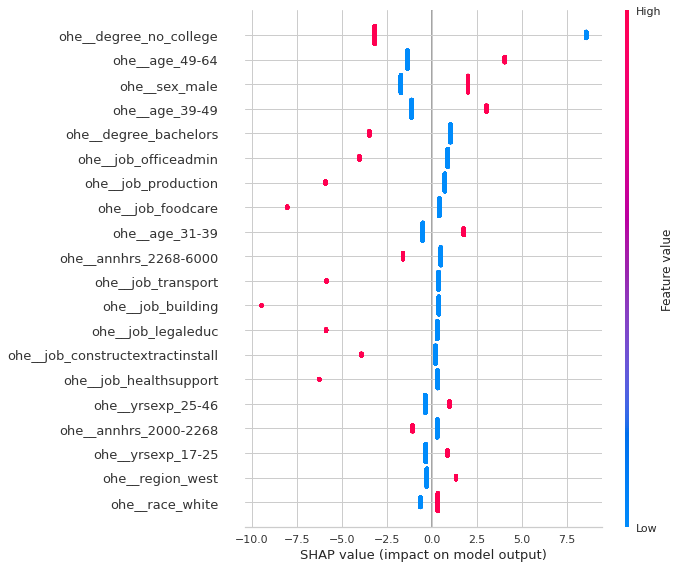 High
ohe__degree_no_college
ohe__age_49-64
ohe__sex_male
ohe__age_39-49
ohe__degree_bachelors
ohe__job_officeadmin
ohe__job_production
ohe__job_foodcare
ohe__age_31-39
ohe__annhrs_2268-6000
ohe__job_transport
ohe__job_building
ohe__job_legaleduc
ohe__job_constructextractinstall
ohe__job_healthsupport
ohe__yrsexp_25-46
ohe__annhrs_2000-2268
ohe__yrsexp_17-25
ohe__region_west
ohe__race_white
Feature value
Low
−10.0 −7.5 −5.0 −2.5 0.0 2.5 5.0 7.5
SHAP value (impact on model output)